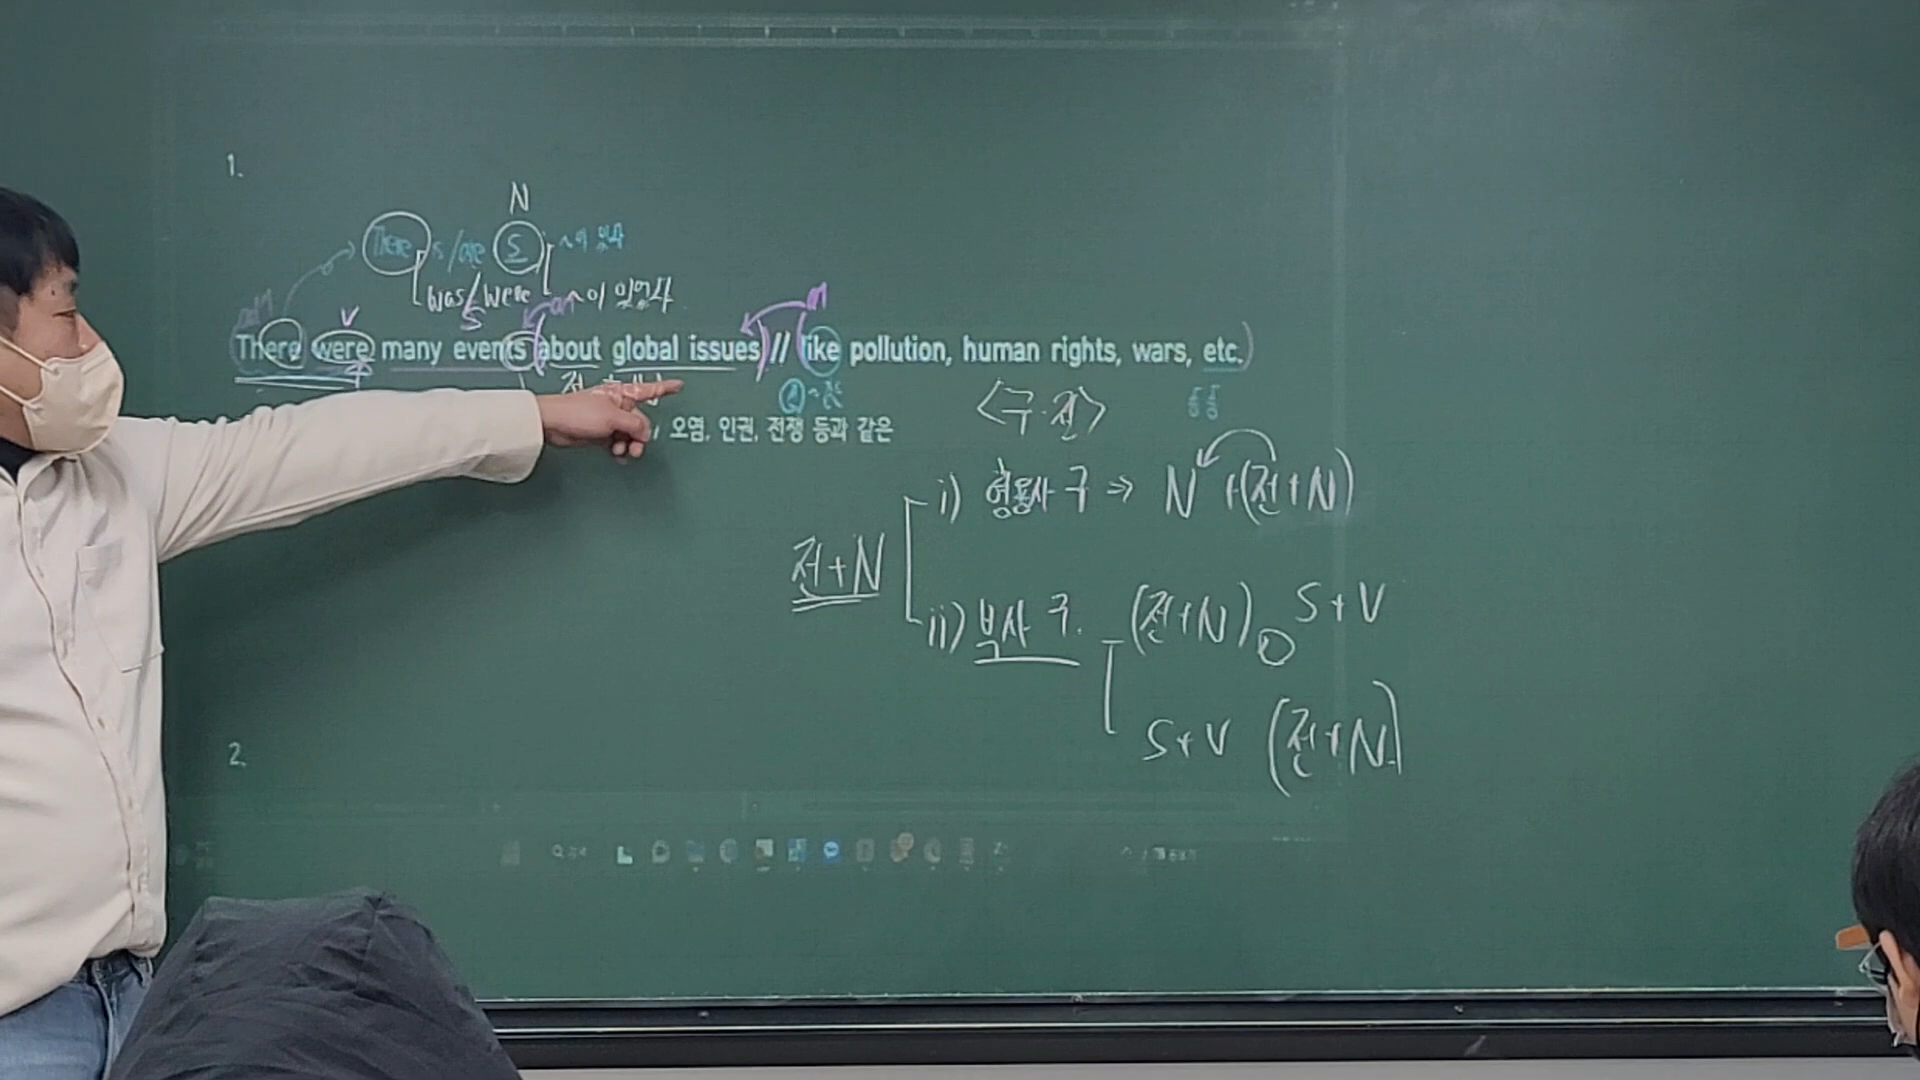 1.
N
There is/are S ~이 있다
was/were ~이 있었다
V S
There were many events about global issues // like pollution, human rights, wars, etc.
전
<구·전>
등등
, 오염, 인권, 전쟁 등과 같은
i) 형용사 구 ⇒ N +(전+N)
전+N
ii) 부사 구. (전+N), S+V
S+V (전+N)
2.